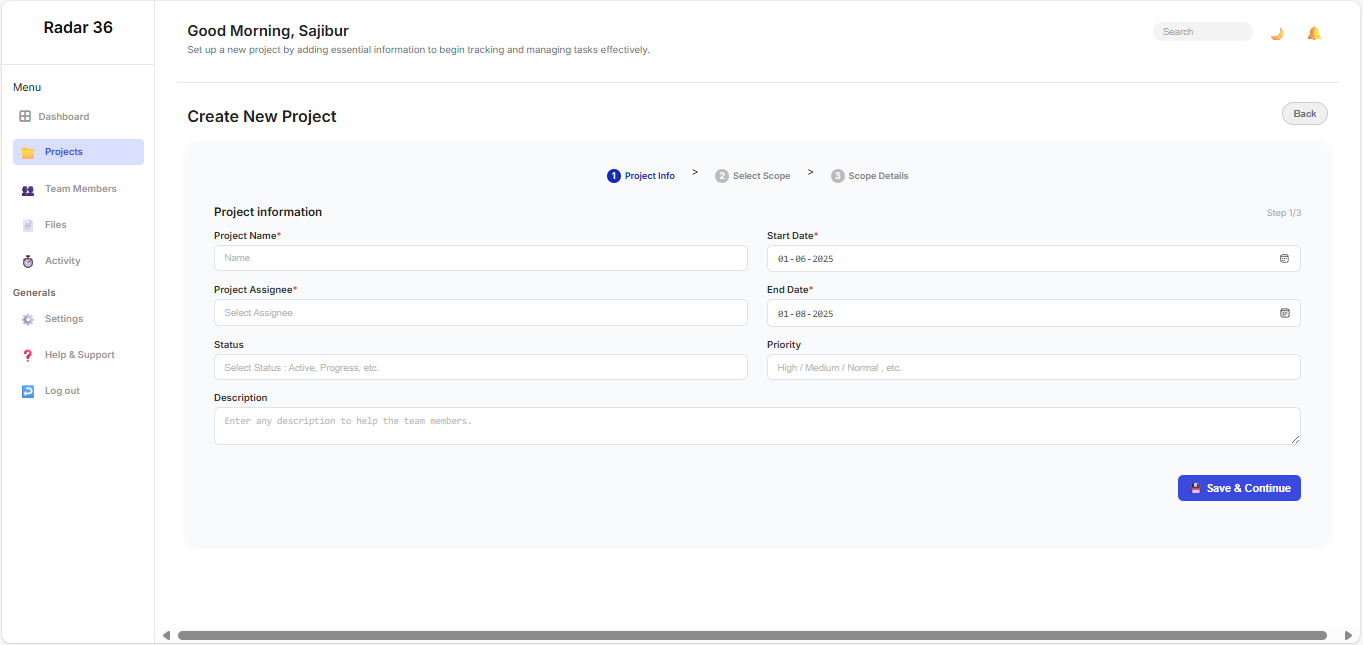 Radar 36
Good Morning, Sajibur
Set up a new project by adding essential information to begin tracking and managing tasks effectively.
Search
Menu
Dashboard
Projects
Team Members
Files
Activity
Generals
Settings
Help & Support
Log out
Create New Project
Back
1 Project Info > 2 Select Scope > 3 Scope Details
Project information
Step 1/3
Project Name*
Name
Start Date*
01-06-2025
Project Assignee*
Select Assignee
End Date*
01-08-2025
Status
Select Status : Active, Progress, etc.
Priority
High / Medium / Normal , etc.
Description
Enter any description to help the team members.
Save & Continue